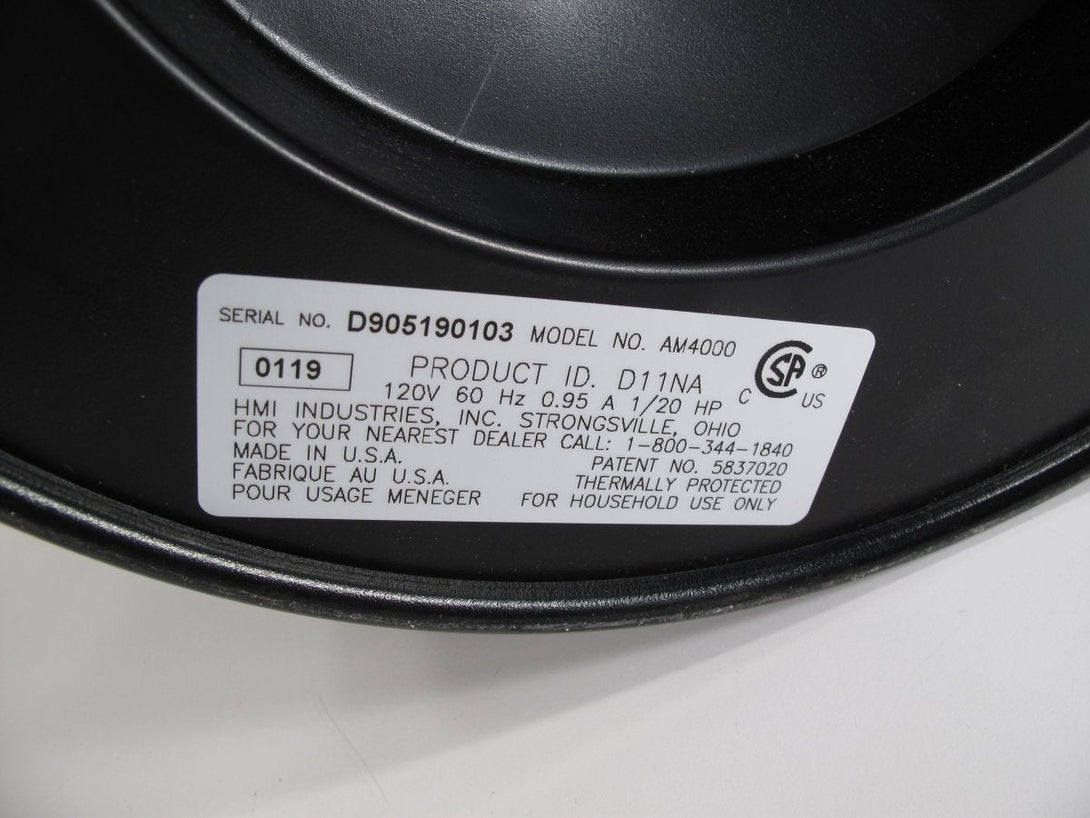 SERIAL NO. D905190103 MODEL NO. AM4000
0119 PRODUCT ID. D11NA
120V 60 Hz 0.95 A 1/20 HP
C SA ® US
HMI INDUSTRIES, INC. STRONGSVILLE, OHIO
FOR YOUR NEAREST DEALER CALL: 1-800-344-1840
MADE IN U.S.A. PATENT NO. 5837020
FABRIQUE AU U.S.A. THERMALLY PROTECTED
POUR USAGE MENEGER FOR HOUSEHOLD USE ONLY